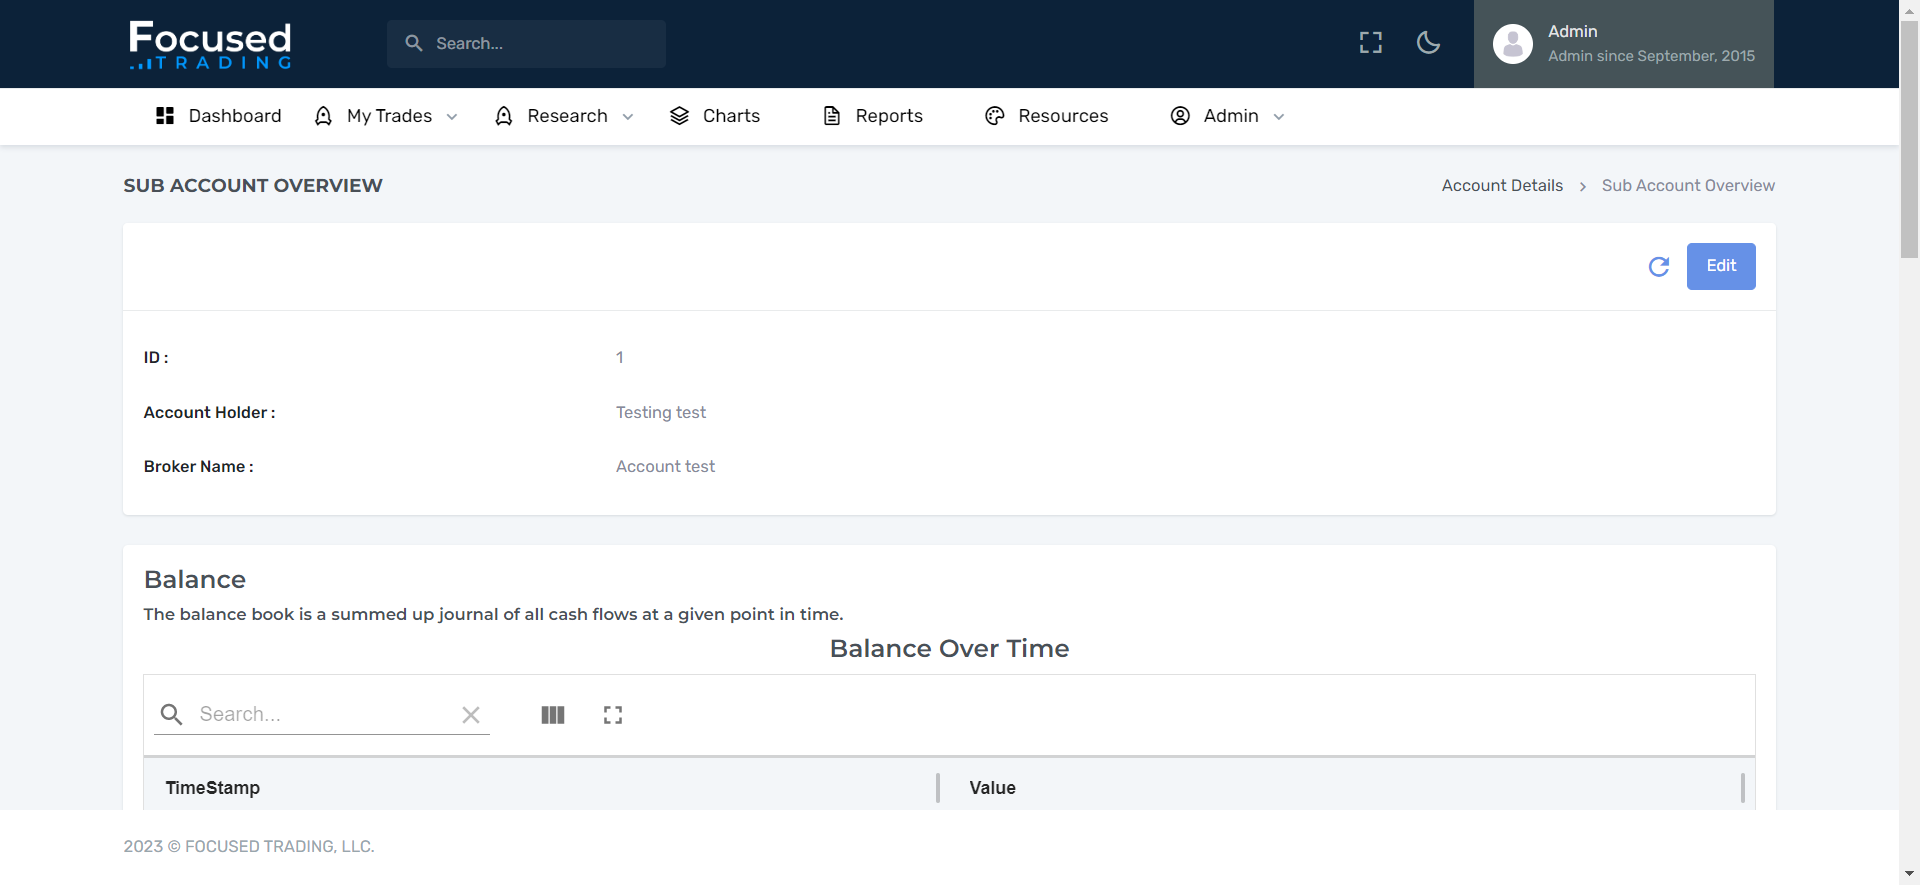 Focused
TRADING
Search...
Admin
Admin since September, 2015
Dashboard
My Trades
Research
Charts
Reports
Resources
Admin
SUB ACCOUNT OVERVIEW
Account Details
Sub Account Overview
Edit
ID :
1
Account Holder :
Testing test
Broker Name :
Account test
Balance
The balance book is a summed up journal of all cash flows at a given point in time.
Balance Over Time
Search...
TimeStamp
Value
2023 © FOCUSED TRADING, LLC.